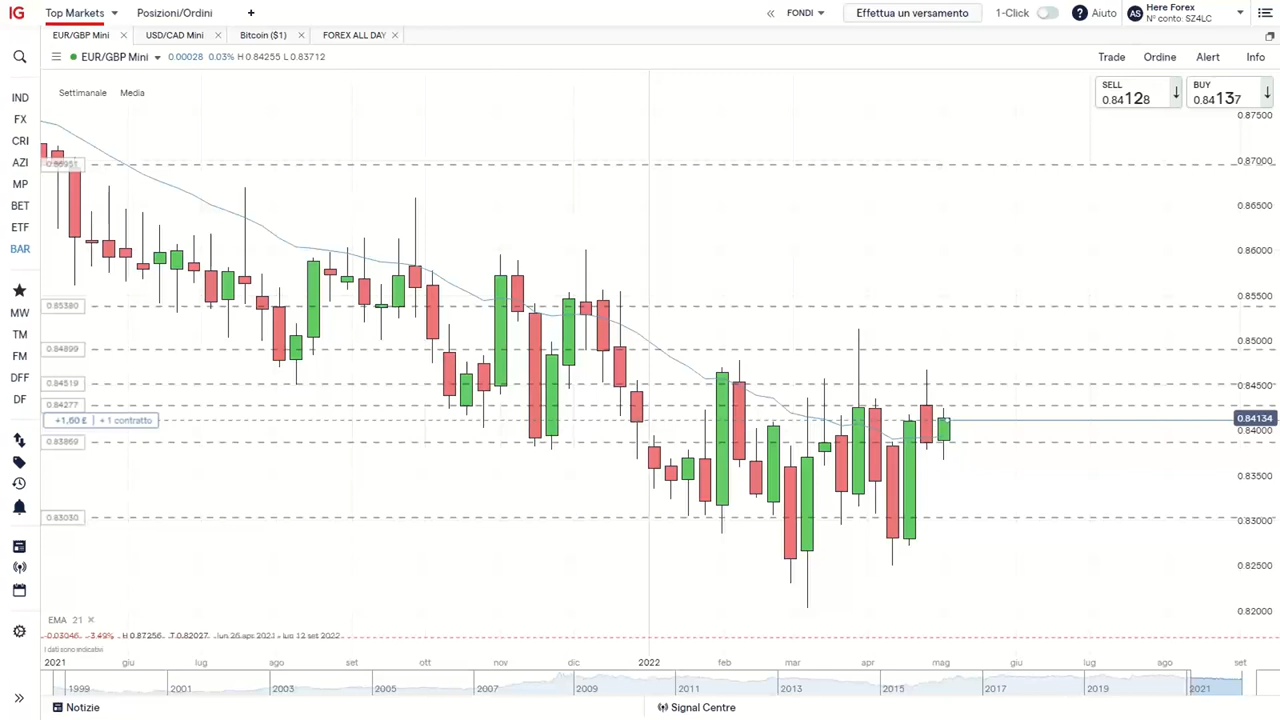 IG Top Markets Posizioni/Ordini + « FONDI Effettua un versamento 1-Click ? Aiuto AS Here Forex
N° conto: SZ4LC
EUR/GBP Mini × USD/CAD Mini × Bitcoin ($1) × FOREX ALL DAY ×
EUR/GBP Mini 0.00028 0.03% H 0.84255 L 0.83712 Trade Ordine Alert Info
Settimanale Media
SELL BUY
0.84128 0.84137
IND
FX
CRI
AZI
MP
BET
ETF
BAR
MW
TM
FM
DFF
DF
0.87500
0.87000
0.86500
0.86000
0.85500
0.85000
0.84500
0.84134
0.84000
0.83500
0.83000
0.82500
0.82000
0.85380
0.84899
0.84519
0.84277
+1,60 £ | + 1 contratto
0.83869
0.83030
EMA 21 ×
-0.03046 -3.49% H 0.87256 T 0.82027 lun 26 apr 2021 - lun 12 set 2022
I dati sono indicativi
2021 giu lug ago set ott nov dic 2022 feb mar apr mag giu lug ago set
1999 2001 2003 2005 2007 2009 2011 2013 2015 2017 2019 2021
Notizie Signal Centre